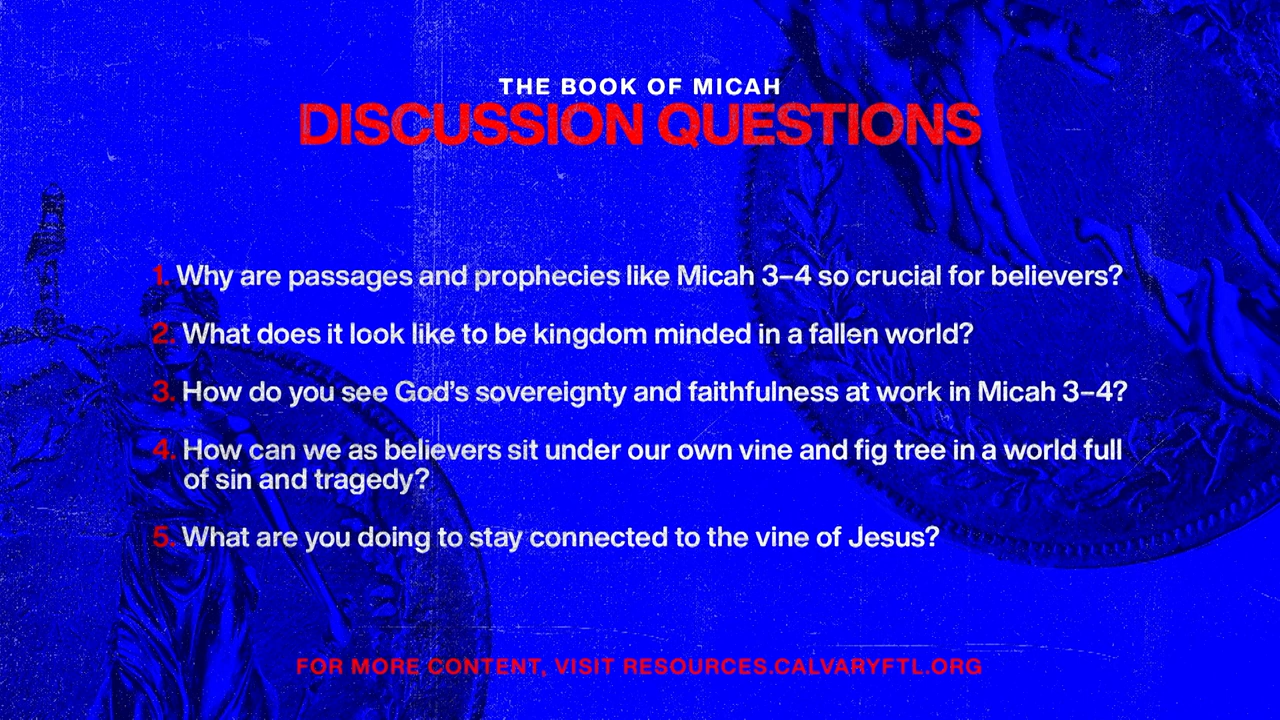 THE BOOK OF MICAH
DISCUSSION QUESTIONS
1. Why are passages and prophecies like Micah 3–4 so crucial for believers?
2. What does it look like to be kingdom minded in a fallen world?
3. How do you see God’s sovereignty and faithfulness at work in Micah 3–4?
4. How can we as believers sit under our own vine and fig tree in a world full
of sin and tragedy?
5. What are you doing to stay connected to the vine of Jesus?
FOR MORE CONTENT, VISIT RESOURCES.CALVARYFTL.ORG